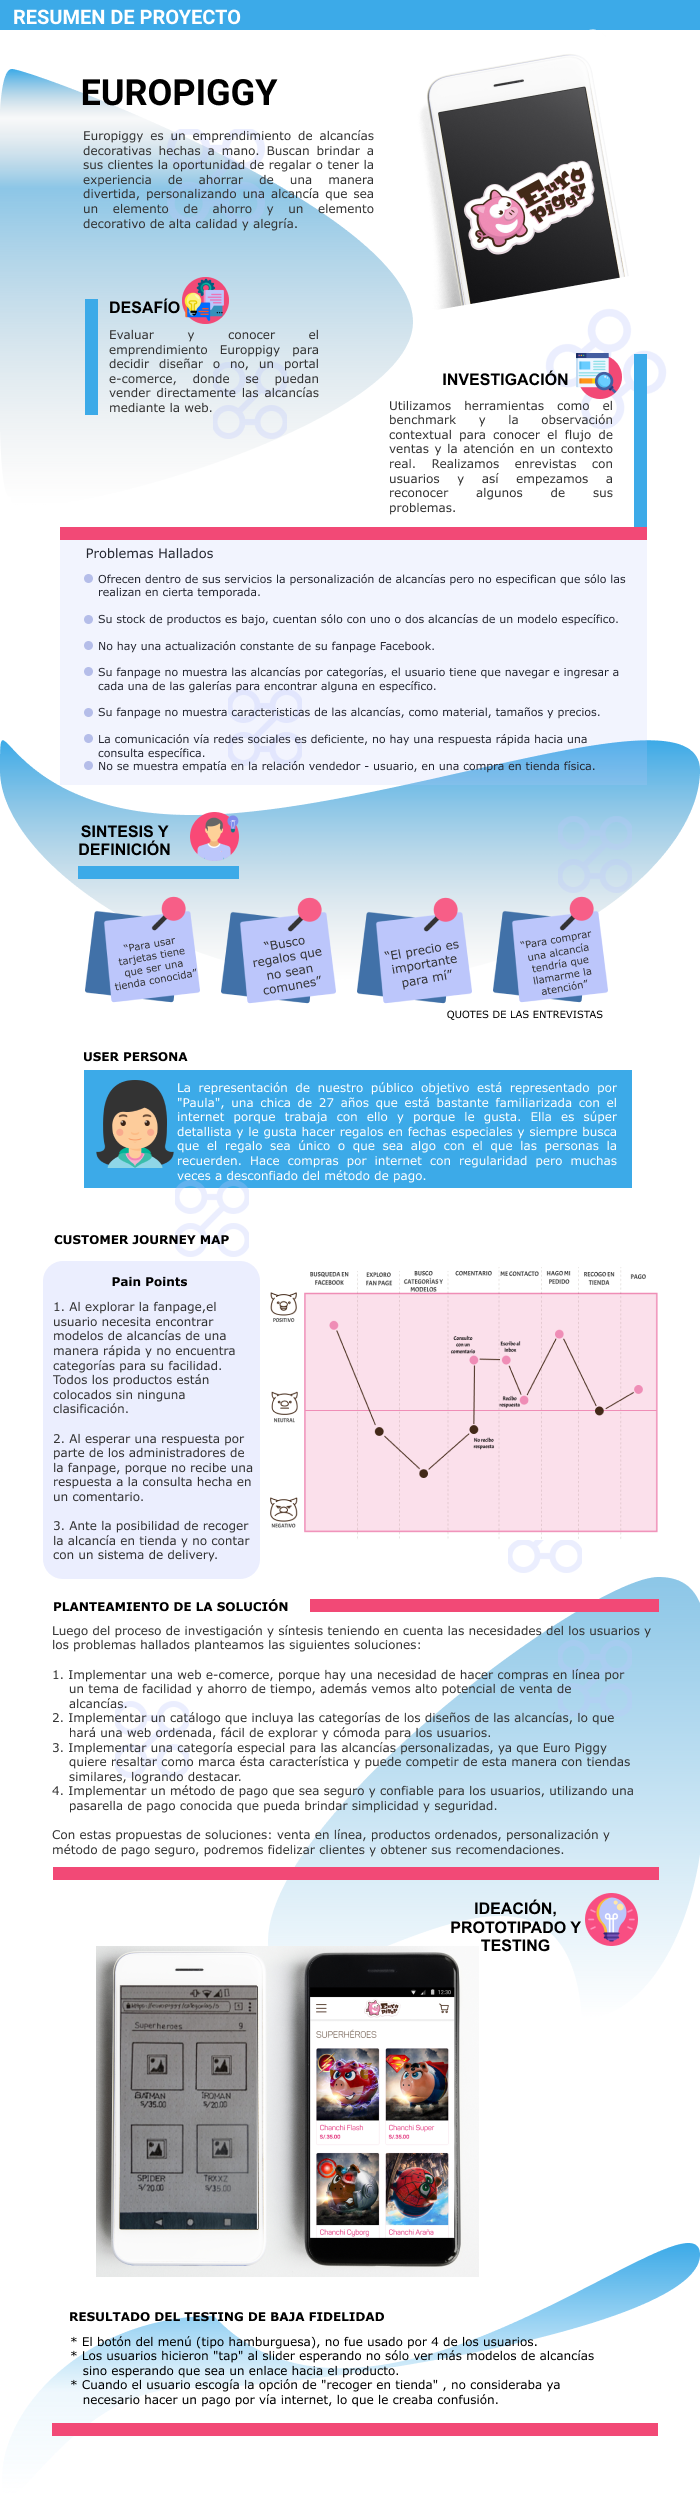 RESUMEN DE PROYECTO
EUROPIGGY
Europiggy es un emprendimiento de alcancías
decorativas hechas a mano. Buscan brindar a
sus clientes la oportunidad de regalar o tener la
experiencia de ahorrar de una manera
divertida, personalizando una alcancía que sea
un elemento de ahorro y un elemento
decorativo de alta calidad y alegría.
Euro
piggy
DESAFÍO
Evaluar y conocer el
emprendimiento Europpigy para
decidir diseñar o no, un portal
e-comerce, donde se puedan
vender directamente las alcancías
mediante la web.
INVESTIGACIÓN
Utilizamos herramientas como el
benchmark y la observación
contextual para conocer el flujo de
ventas y la atención en un contexto
real. Realizamos enrevistas con
usuarios y así empezamos a
reconocer algunos de sus
problemas.
Problemas Hallados
Ofrecen dentro de sus servicios la personalización de alcancías pero no especifican que sólo las
realizan en cierta temporada.
Su stock de productos es bajo, cuentan sólo con uno o dos alcancías de un modelo específico.
No hay una actualización constante de su fanpage Facebook.
Su fanpage no muestra las alcancías por categorías, el usuario tiene que navegar e ingresar a
cada una de las galerías para encontrar alguna en específico.
Su fanpage no muestra caracteristicas de las alcancías, como material, tamaños y precios.
La comunicación vía redes sociales es deficiente, no hay una respuesta rápida hacia una
consulta específica.
No se muestra empatía en la relación vendedor - usuario, en una compra en tienda física.
SINTESIS Y
DEFINICIÓN
"Para usar
tarjetas tiene
que ser una
tienda conocida"
"Busco
regalos que
no sean
comunes"
"El precio es
importante
para mí"
"Para comprar
una alcancía
tendría que
llamarme la
atención"
QUOTES DE LAS ENTREVISTAS
USER PERSONA
La representación de nuestro público objetivo está representado por
"Paula", una chica de 27 años que está bastante familiarizada con el
internet porque trabaja con ello y porque le gusta. Ella es súper
detallista y le gusta hacer regalos en fechas especiales y siempre busca
que el regalo sea único o que sea algo con el que las personas la
recuerden. Hace compras por internet con regularidad pero muchas
veces a desconfiado del método de pago.
CUSTOMER JOURNEY MAP
Pain Points
1. Al explorar la fanpage,el
usuario necesita encontrar
modelos de alcancías de una
manera rápida y no encuentra
categorías para su facilidad.
Todos los productos están
colocados sin ninguna
clasificación.
2. Al esperar una respuesta por
parte de los administradores de
la fanpage, porque no recibe una
respuesta a la consulta hecha en
un comentario.
3. Ante la posibilidad de recoger
la alcancía en tienda y no contar
con un sistema de delivery.
BUSQUEDA EN
FACEBOOK
EXPLORO
FAN PAGE
BUSCO
CATEGORÍAS Y
MODELOS
COMENTARIO
ME CONTACTO
HAGO MI
PEDIDO
RECOGO EN
TIENDA
PAGO
POSITIVO
NEUTRAL
NEGATIVO
Consulto
con un
comentario
Escribo al
inbox
Recibo
respuesta
No recibo
respuesta
PLANTEAMIENTO DE LA SOLUCIÓN
Luego del proceso de investigación y síntesis teniendo en cuenta las necesidades del los usuarios y
los problemas hallados planteamos las siguientes soluciones:
1. Implementar una web e-comerce, porque hay una necesidad de hacer compras en línea por
un tema de facilidad y ahorro de tiempo, además vemos alto potencial de venta de
alcancías.
2. Implementar un catálogo que incluya las categorías de los diseños de las alcancías, lo que
hará una web ordenada, fácil de explorar y cómoda para los usuarios.
3. Implementar una categoría especial para las alcancías personalizadas, ya que Euro Piggy
quiere resaltar como marca ésta característica y puede competir de esta manera con tiendas
similares, logrando destacar.
4. Implementar un método de pago que sea seguro y confiable para los usuarios, utilizando una
pasarella de pago conocida que pueda brindar simplicidad y seguridad.
Con estas propuestas de soluciones: venta en línea, productos ordenados, personalización y
método de pago seguro, podremos fidelizar clientes y obtener sus recomendaciones.
IDEACIÓN,
PROTOTIPADO Y
TESTING
Superheroes 9
BATMAN
S/35.00
IROMAN
S/20.00
SPIDER
S/20.00
S/35.00
12:30
Euro
piggy
SUPERHÉROES
Chanchi Flash
S/.35.00
Chanchi Super
S/.35.00
Chanchi Cyborg
Chanchi Araña
RESULTADO DEL TESTING DE BAJA FIDELIDAD
* El botón del menú (tipo hamburguesa), no fue usado por 4 de los usuarios.
* Los usuarios hicieron "tap" al slider esperando no sólo ver más modelos de alcancías
sino esperando que sea un enlace hacia el producto.
* Cuando el usuario escogía la opción de "recoger en tienda" , no consideraba ya
necesario hacer un pago por vía internet, lo que le creaba confusión.